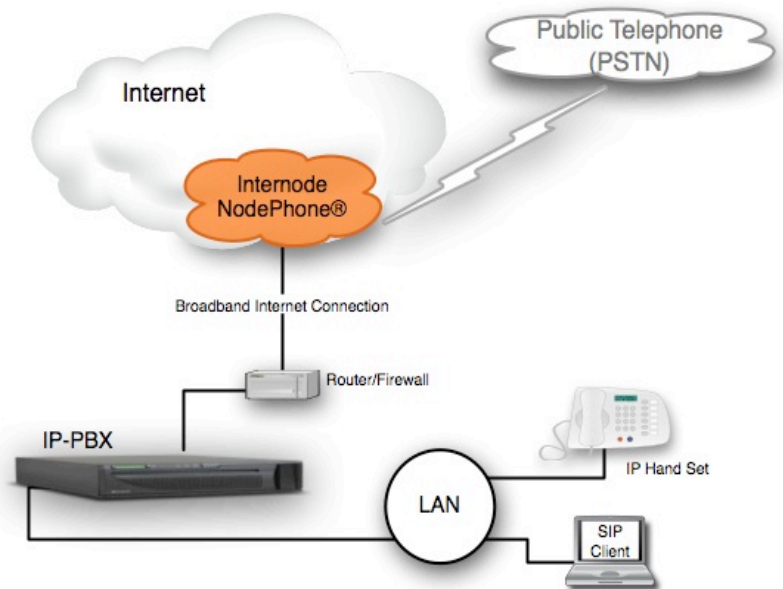 Public Telephone
(PSTN)
Internet
Internode
NodePhone®
Broadband Internet Connection
Router/Firewall
IP-PBX
IP Hand Set
LAN
SIP
Client